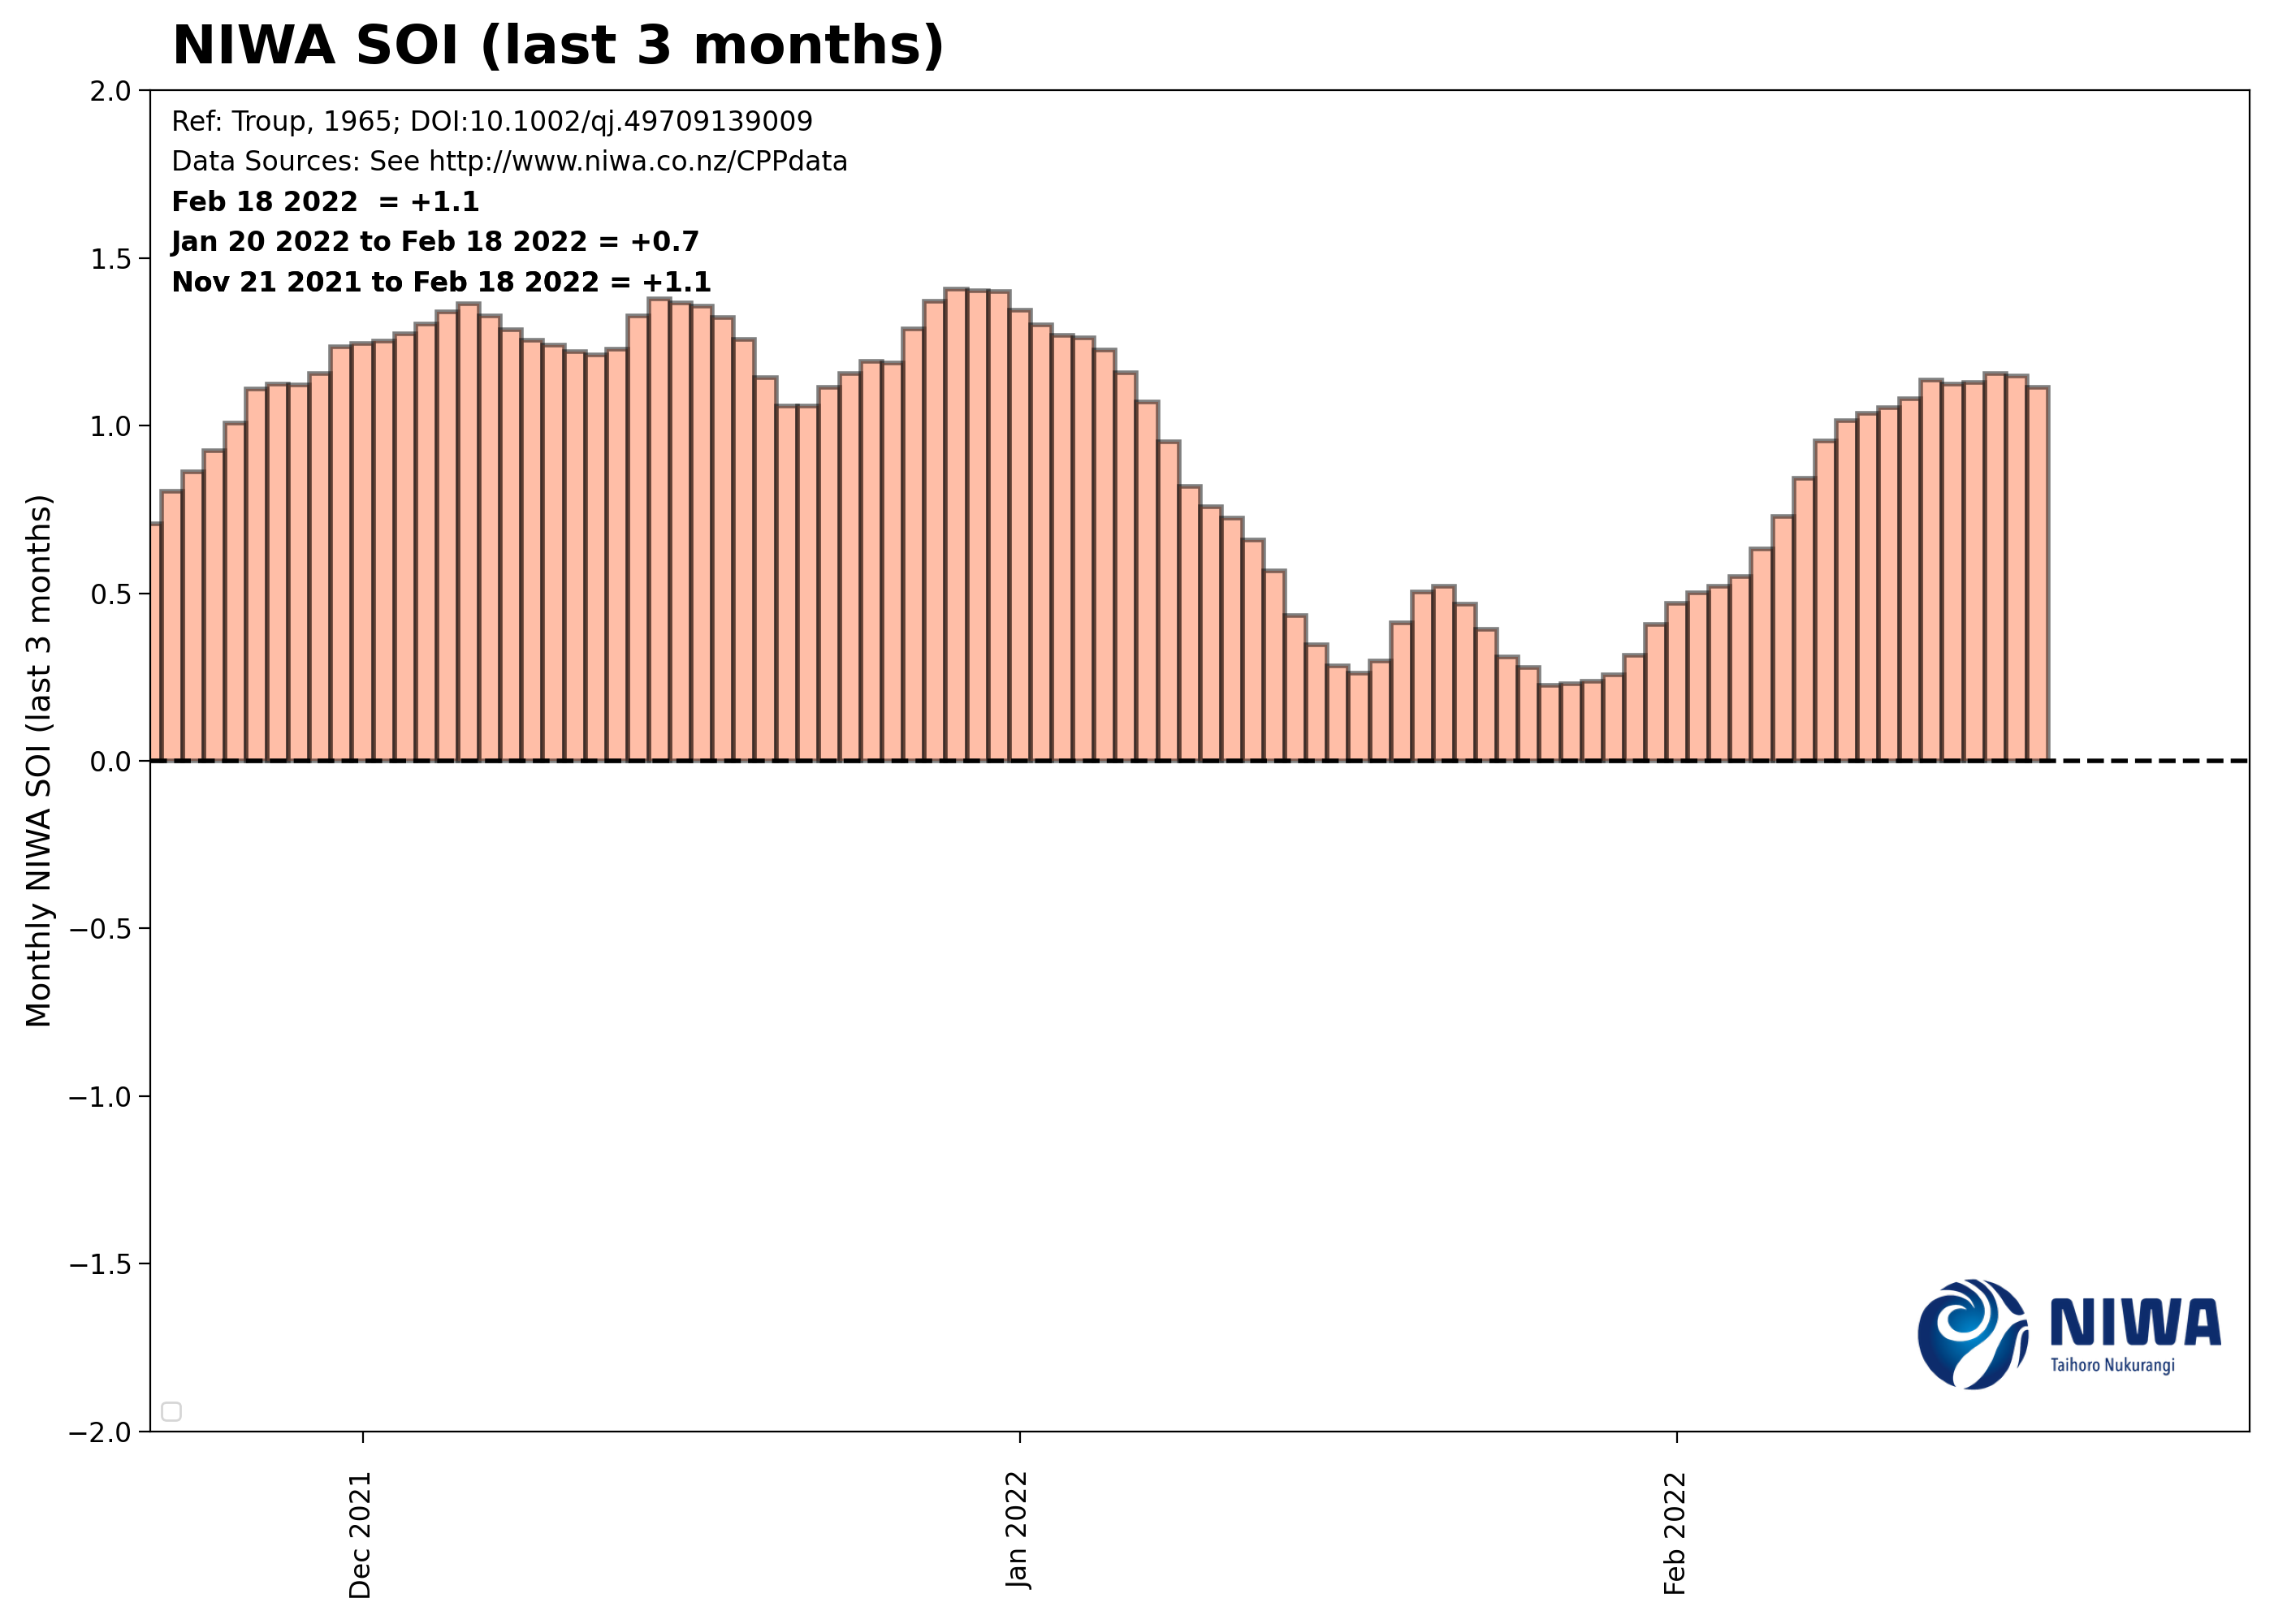 NIWA SOI (last 3 months)
Ref: Troup, 1965; DOI:10.1002/qj.49709139009
Data Sources: See http://www.niwa.co.nz/CPPdata
Feb 18 2022  = +1.1
Jan 20 2022 to Feb 18 2022 = +0.7
Nov 21 2021 to Feb 18 2022 = +1.1
Monthly NIWA SOI (last 3 months)
2.0
1.5
1.0
0.5
0.0
−0.5
−1.0
−1.5
−2.0
NIWA
Taihoro Nukurangi
Dec 2021
Jan 2022
Feb 2022